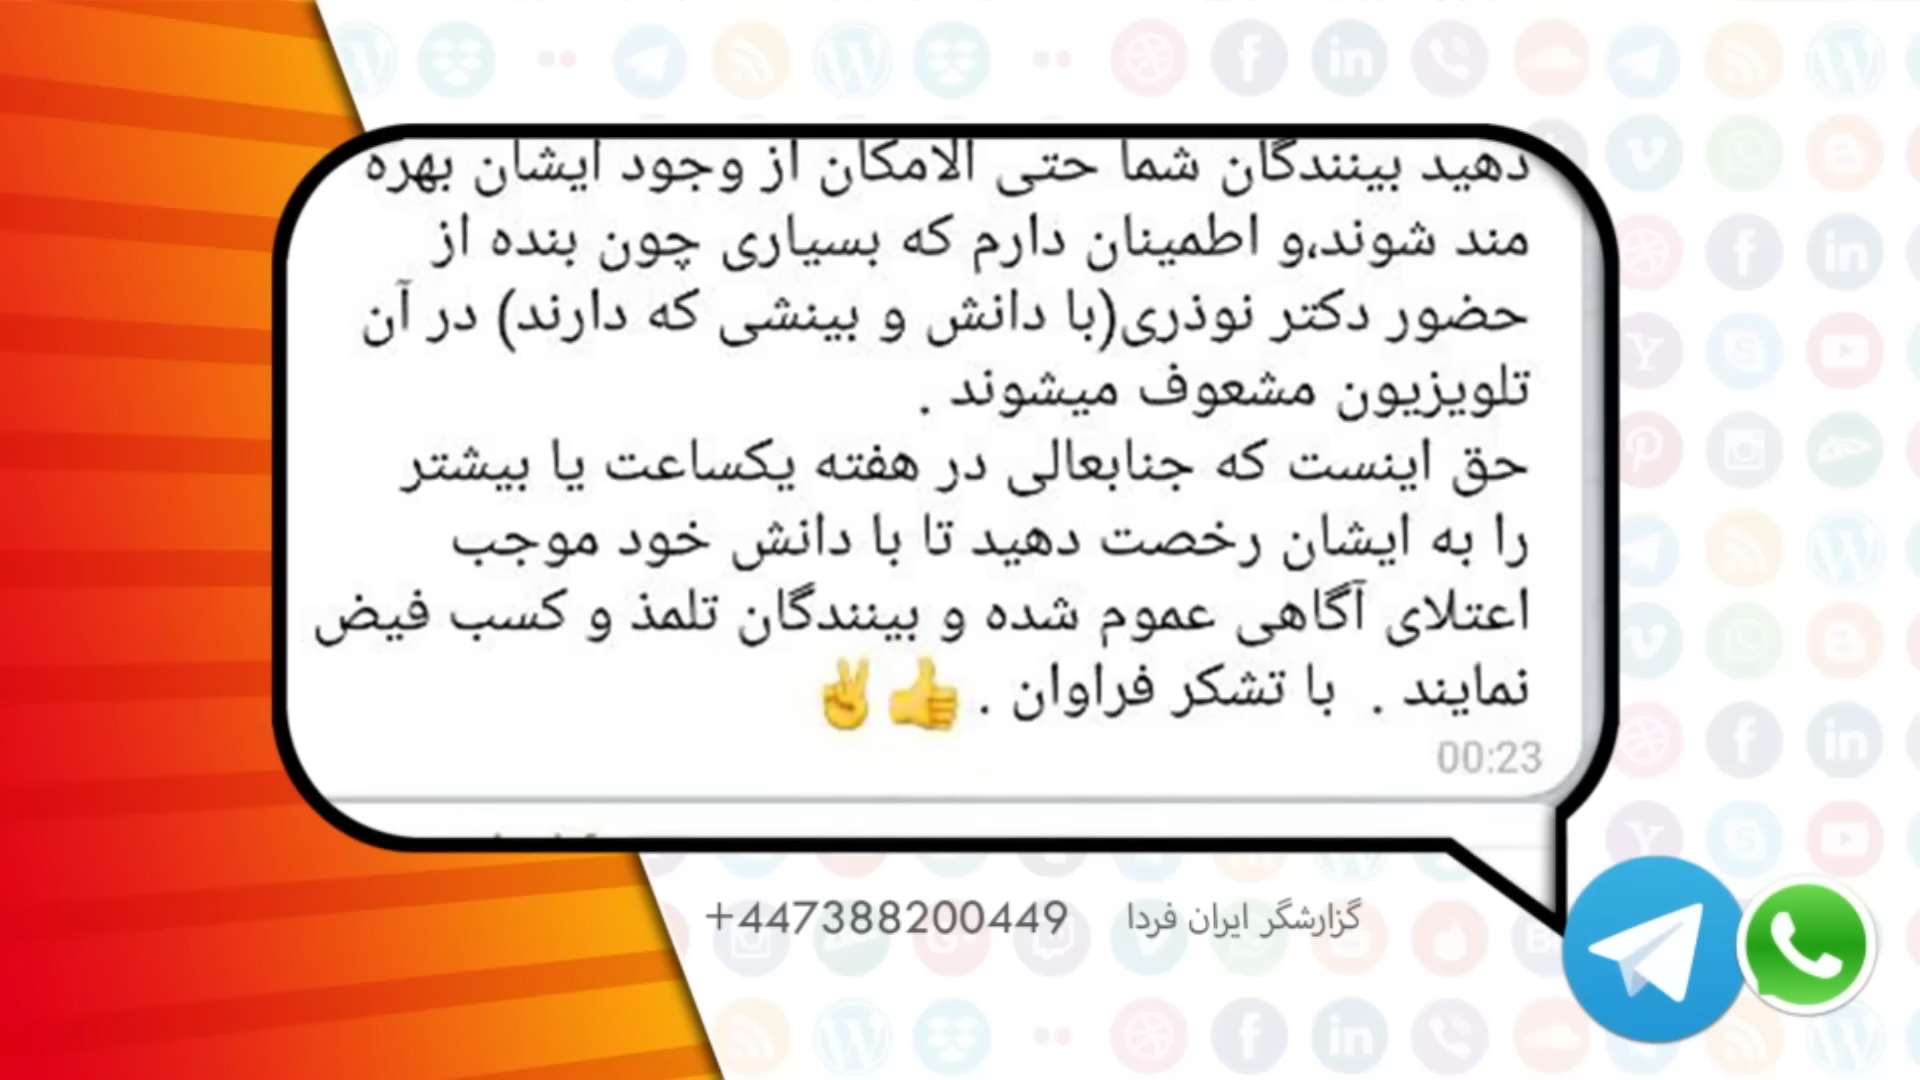 دهید بینندگان شما حتی الامکان از وجود ایشان بهره
مند شوند،و اطمینان دارم که بسیاری چون بنده از
حضور دکتر نوذری(با دانش و بینشی که دارند) در آن
تلویزیون مشعوف میشوند .
حق اینست که جنابعالی در هفته یکساعت یا بیشتر
را به ایشان رخصت دهید تا با دانش خود موجب
اعتلای آگاهی عموم شده و بینندگان تلمذ و کسب فیض
نمایند . با تشکر فراوان . 👍✌
00:23
گزارشگر ایران فردا +447388200449